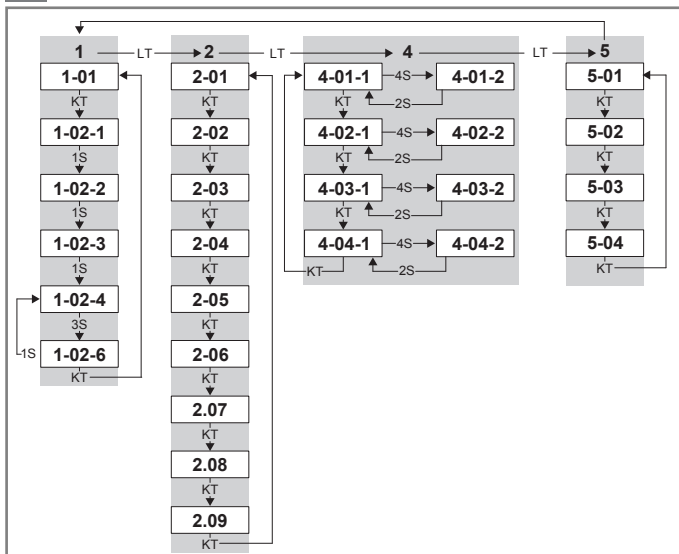 1 LT 2 LT 4 LT 5
1-01 2-01 4-01-1 4S 4-01-2 5-01
KT KT KT 2S KT
1-02-1 2-02 4-02-1 4S 4-02-2 5-02
1S KT KT 2S KT
1-02-2 2-03 4-03-1 4S 4-03-2 5-03
1S KT KT 2S KT
1-02-3 2-04 4-04-1 4S 4-04-2 5-04
1S KT KT 2S KT
1-02-4 2-05
3S KT
1S 1-02-6 2-06
KT KT
2.07
KT
2.08
KT
2.09
KT